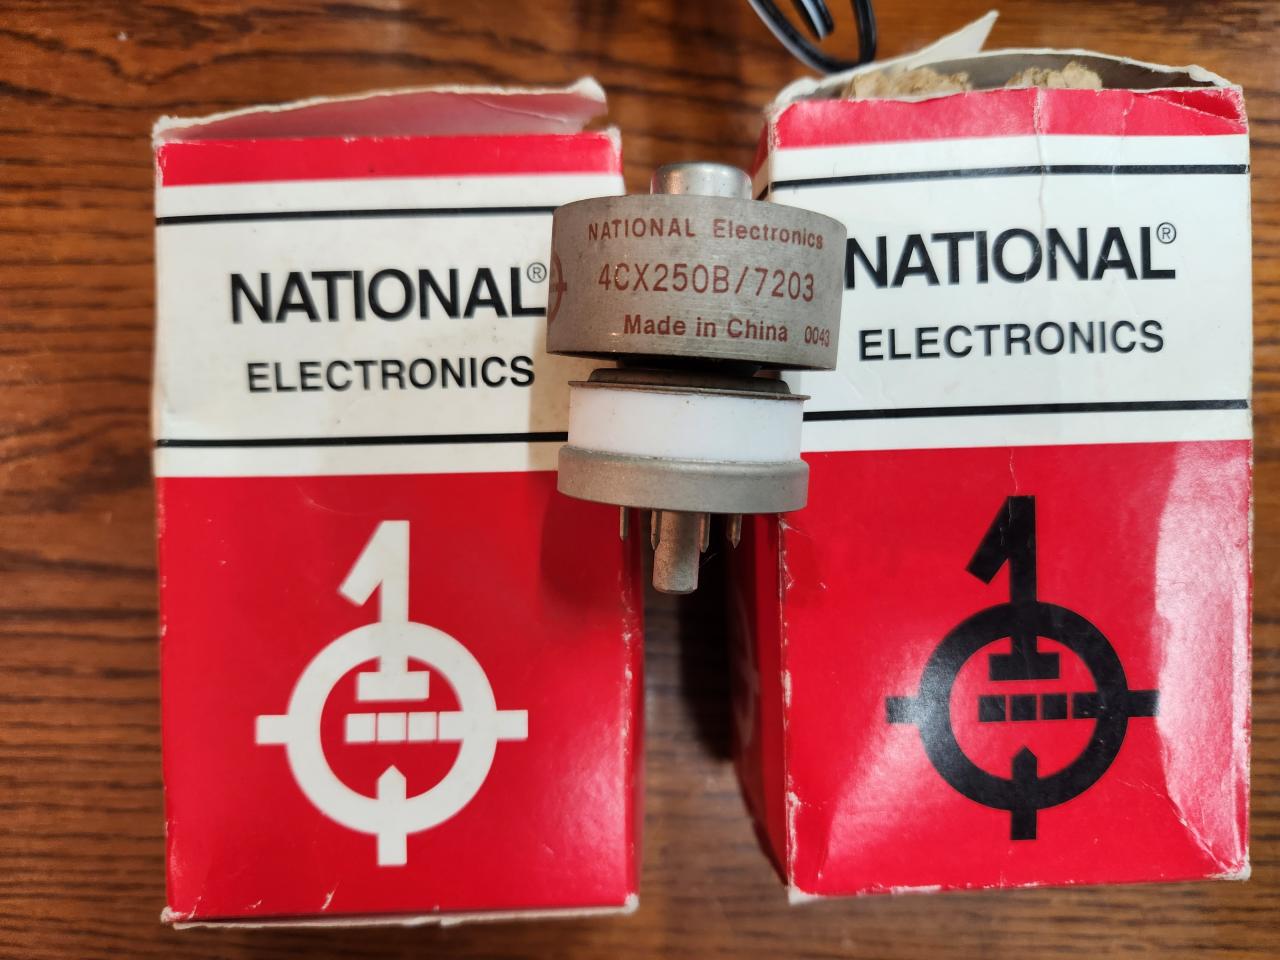 NATIONAL®
ELECTRONICS
NATIONAL Electronics
4CX250B/7203
Made in China 0043
NATIONAL®
ELECTRONICS